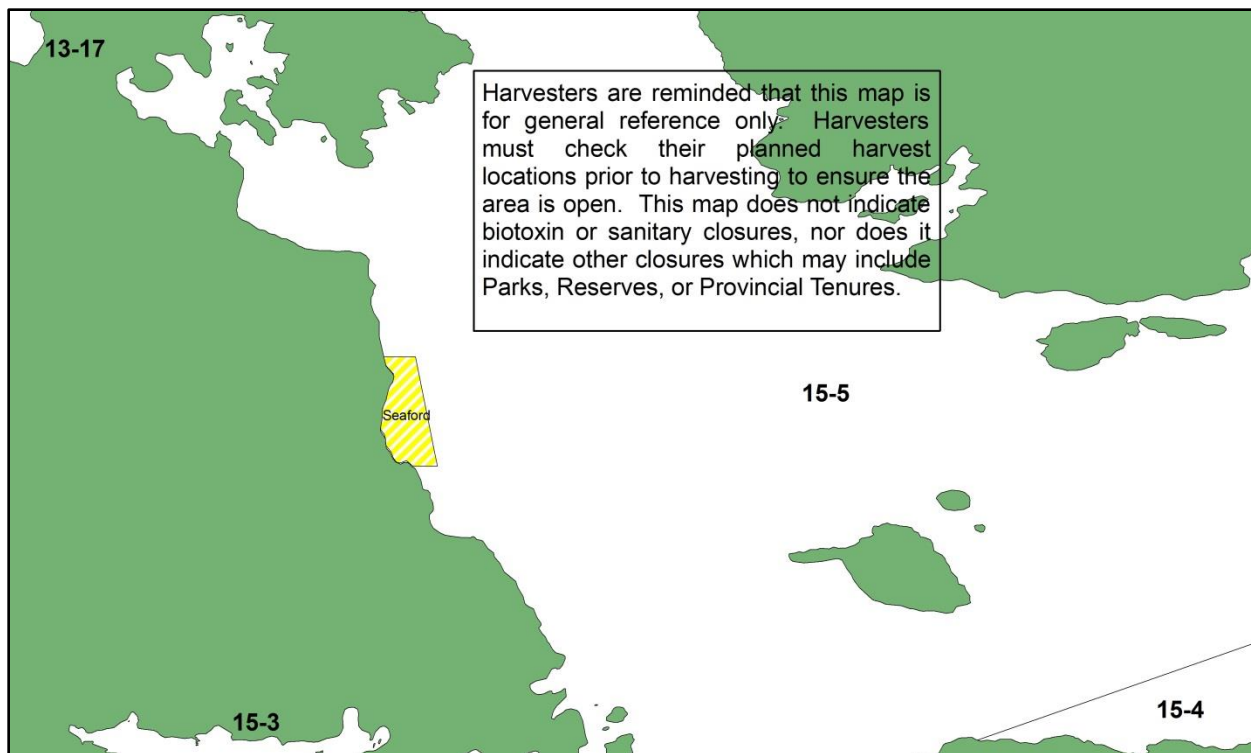 13-17
Harvesters are reminded that this map is
for general reference only. Harvesters
must check their planned harvest
locations prior to harvesting to ensure the
area is open. This map does not indicate
biotoxin or sanitary closures, nor does it
indicate other closures which may include
Parks, Reserves, or Provincial Tenures.
15-5
Seaford
15-4
15-3